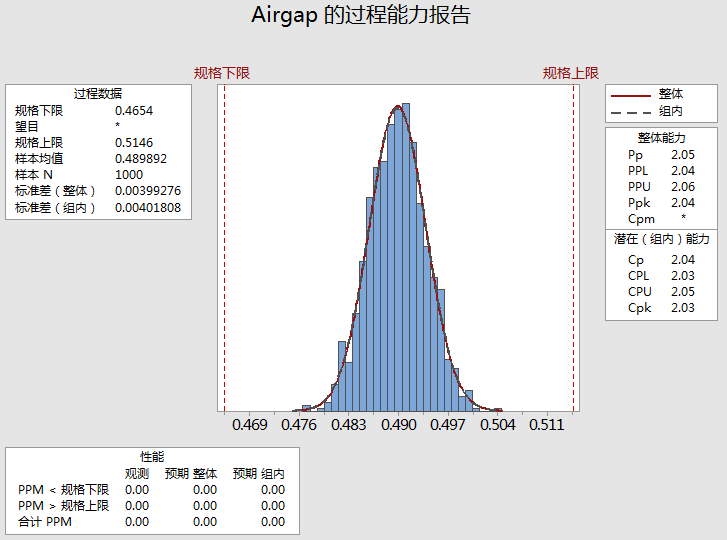 Airgap 的过程能力报告
规格下限 规格上限
过程数据
规格下限 0.4654
望目 *
规格上限 0.5146
样本均值 0.489892
样本 N 1000
标准差（整体） 0.00399276
标准差（组内） 0.00401808
整体
组内
整体能力
Pp 2.05
PPL 2.04
PPU 2.06
Ppk 2.04
Cpm *
潜在（组内）能力
Cp 2.04
CPL 2.03
CPU 2.05
Cpk 2.03
0.469 0.476 0.483 0.490 0.497 0.504 0.511
性能
观测 预期 整体 预期 组内
PPM < 规格下限 0.00 0.00 0.00
PPM > 规格上限 0.00 0.00 0.00
合计 PPM 0.00 0.00 0.00